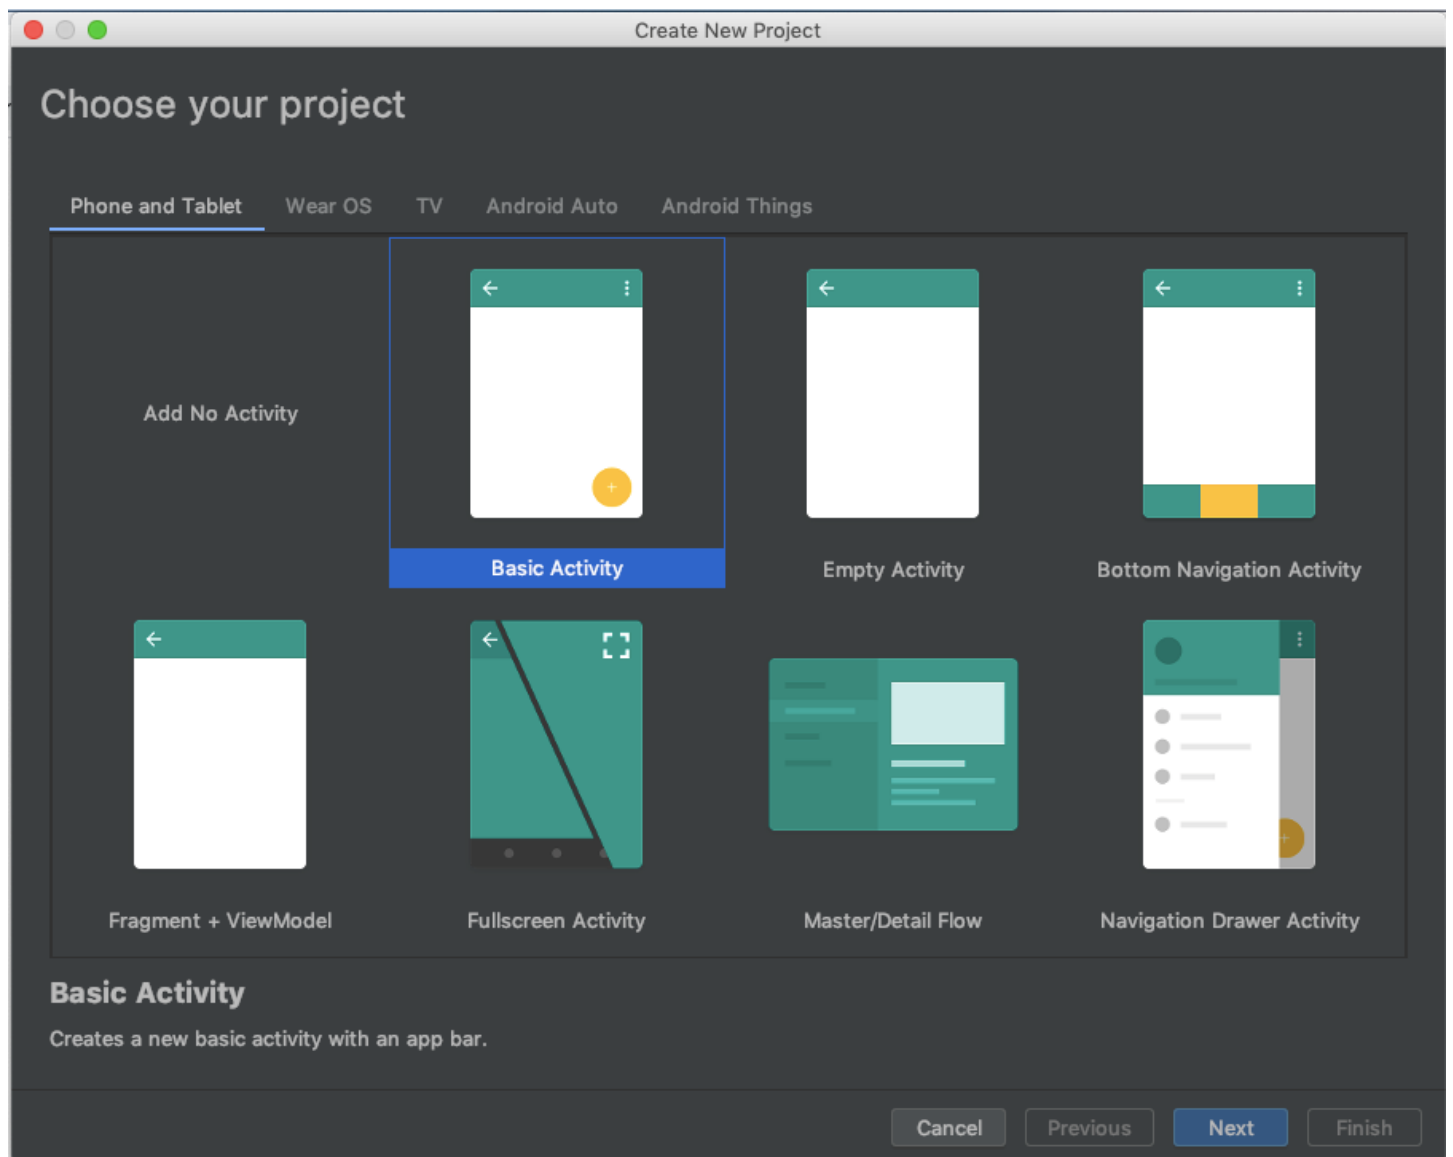 Create New Project
Choose your project
Phone and Tablet
Wear OS
TV
Android Auto
Android Things
Add No Activity
Basic Activity
Empty Activity
Bottom Navigation Activity
Fragment + ViewModel
Fullscreen Activity
Master/Detail Flow
Navigation Drawer Activity
Basic Activity
Creates a new basic activity with an app bar.
Cancel
Previous
Next
Finish